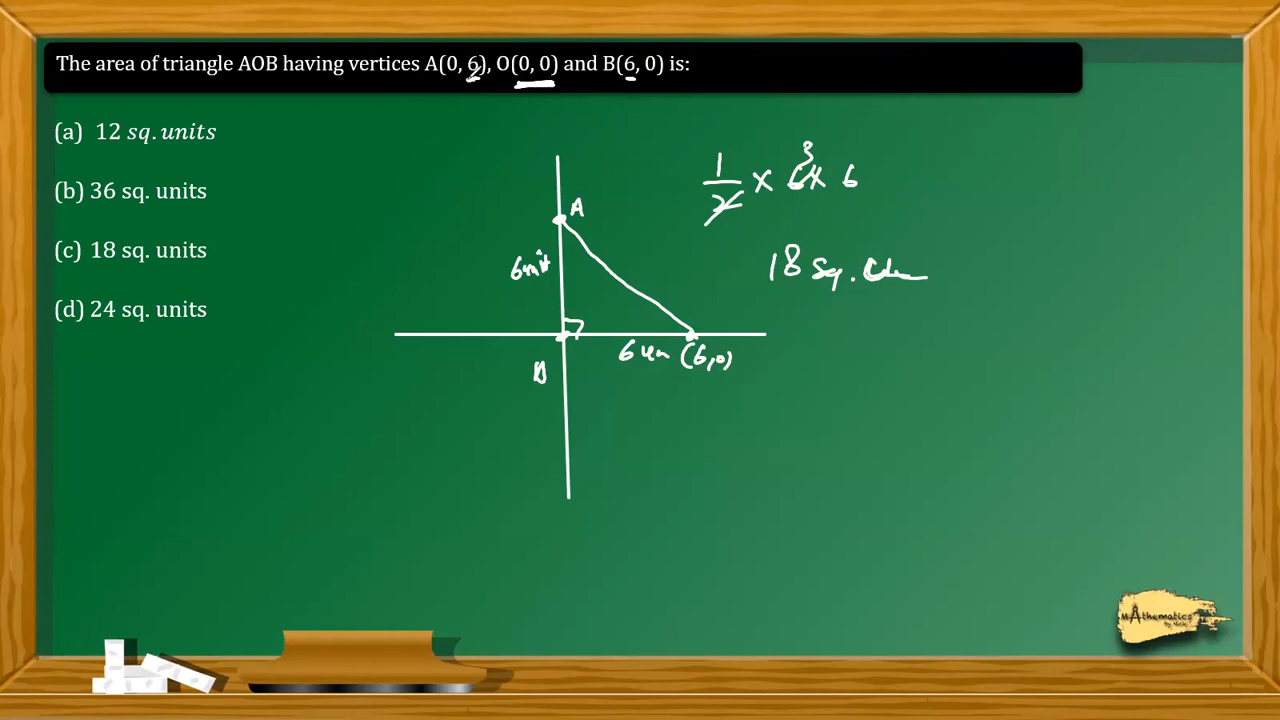 The area of triangle AOB having vertices A(0, 6), O(0, 0) and B(6, 0) is:
(a) 12 sq. units
(b) 36 sq. units
(c) 18 sq. units
(d) 24 sq. units
1/2 × 6 × 6
3
18 sq.
A
6 unit
6
(6,0)
MAthematics